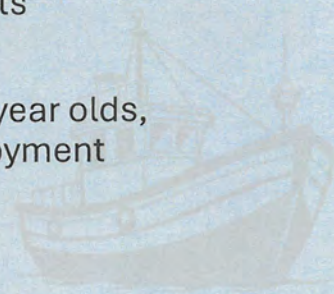 ts
year olds,
oyment